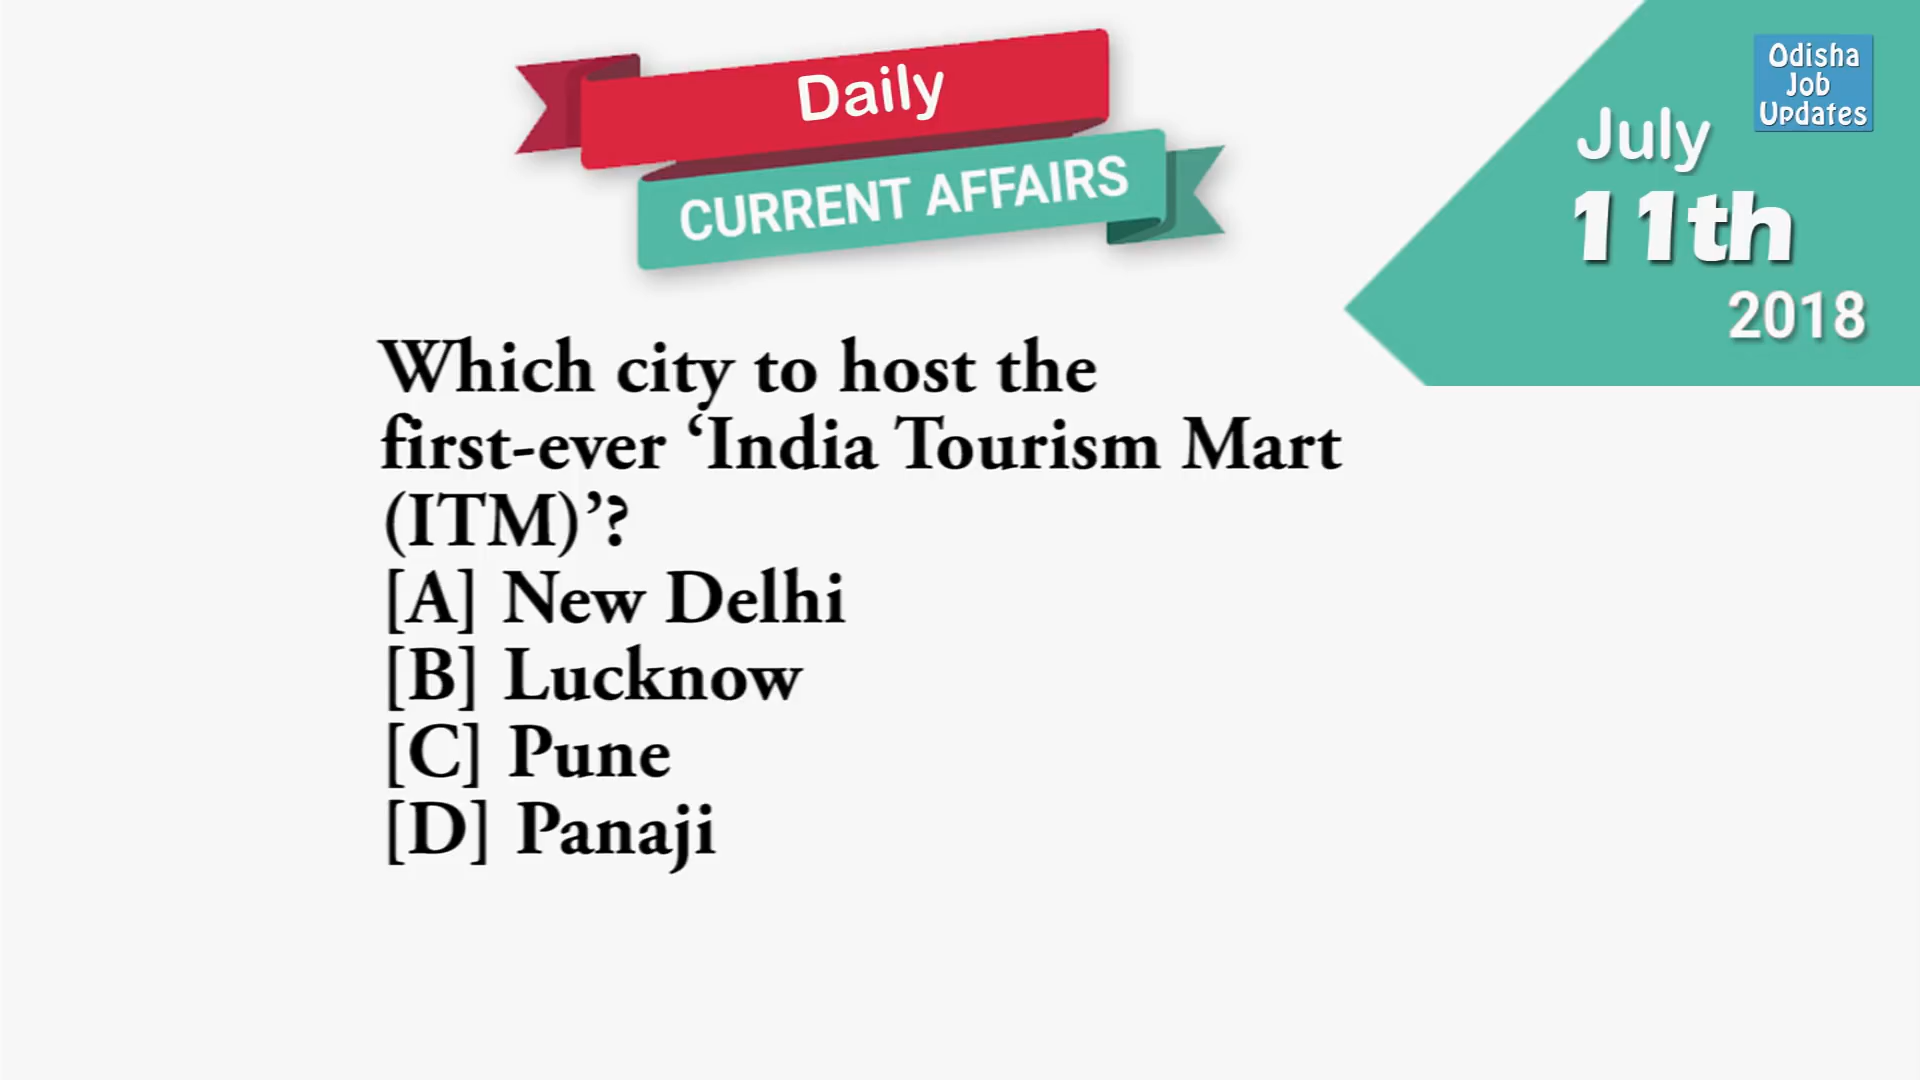 Daily
CURRENT AFFAIRS
Odisha
Job
Updates
July
11th
2018
Which city to host the
first-ever ‘India Tourism Mart
(ITM)’?
[A] New Delhi
[B] Lucknow
[C] Pune
[D] Panaji